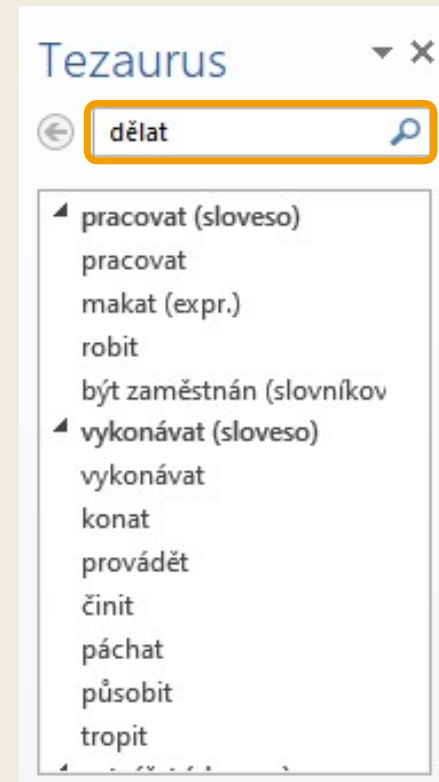 Tezaurus
dělat
pracovat (sloveso)
pracovat
makat (expr.)
robit
být zaměstnán (slovníkov
vykonávat (sloveso)
vykonávat
konat
provádět
činit
páchat
působit
tropit